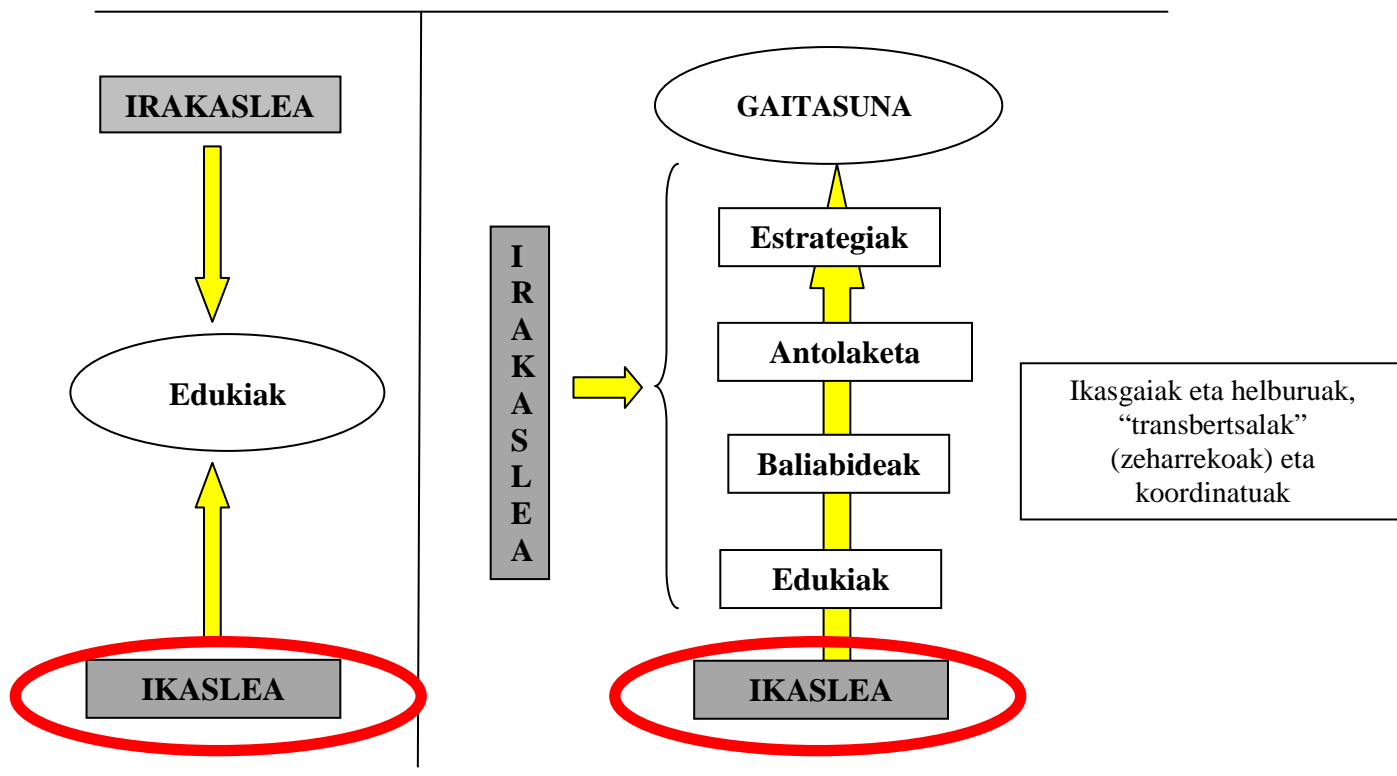 IRAKASLEA
Edukiak
IKASLEA
GAITASUNA
I
R
A
K
A
S
L
E
A
Estrategiak
Antolaketa
Baliabideak
Edukiak
IKASLEA
Ikasgaiak eta helburuak,
“transbertsalak”
(zeharrekoak) eta
koordinatuak